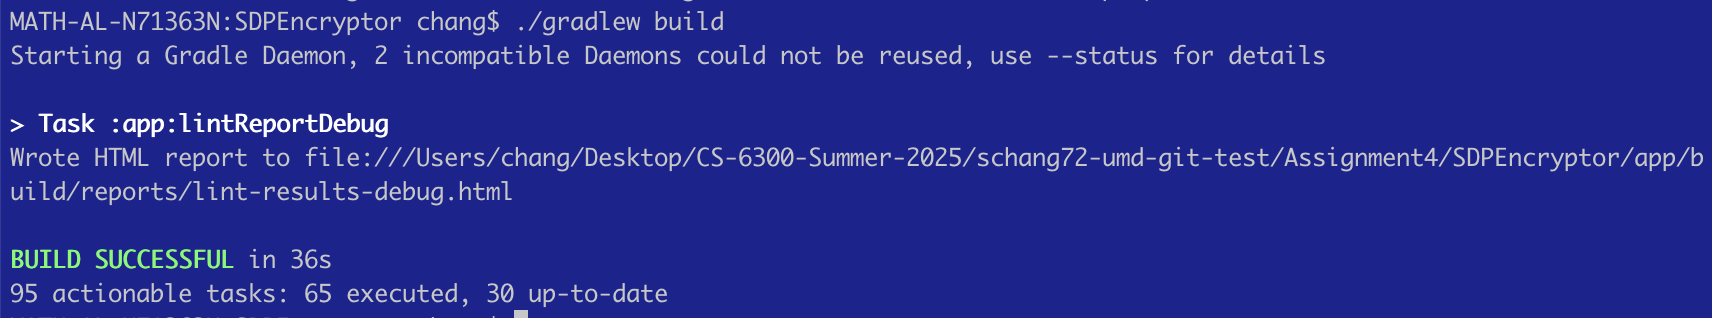 MATH-AL-N71363N:SDPEncryptor chang$ ./gradlew build
Starting a Gradle Daemon, 2 incompatible Daemons could not be reused, use --status for details
> Task :app:lintReportDebug
Wrote HTML report to file:///Users/chang/Desktop/CS-6300-Summer-2025/schang72-umd-git-test/Assignment4/SDPEncryptor/app/b
uild/reports/lint-results-debug.html
BUILD SUCCESSFUL in 36s
95 actionable tasks: 65 executed, 30 up-to-date